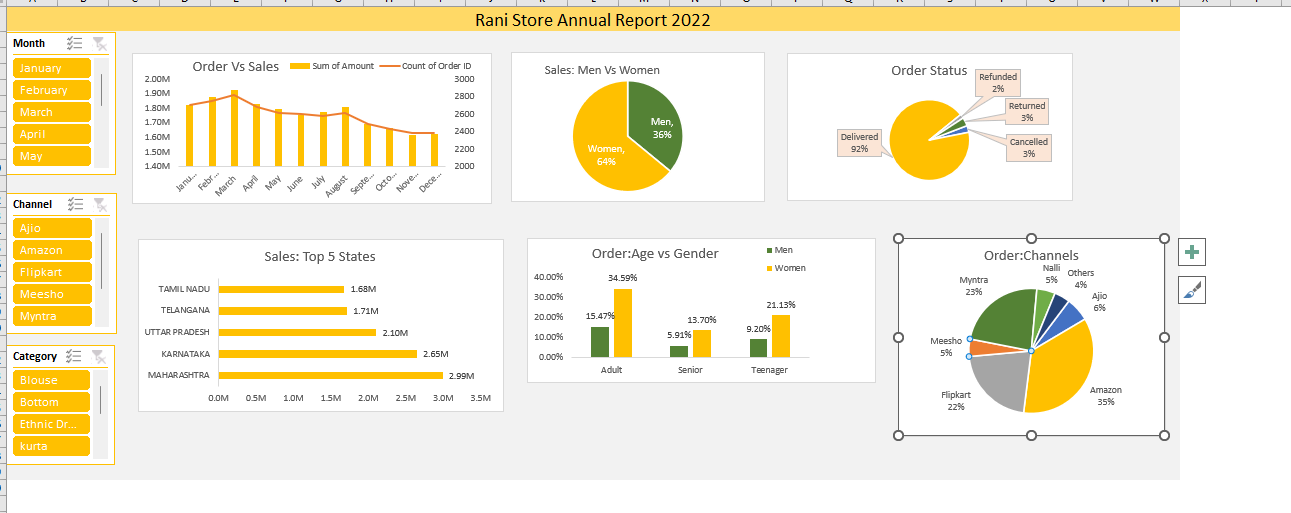 Rani Store Annual Report 2022
Month
January
February
March
April
May
Channel
Ajio
Amazon
Flipkart
Meesho
Myntra
Category
Blouse
Bottom
Ethnic Dr...
kurta
Order Vs Sales
Sum of Amount
Count of Order ID
2.00M
1.90M
1.80M
1.70M
1.60M
1.50M
1.40M
3000
2800
2600
2400
2200
2000
Janu...
Febr...
March
April
May
June
July
August
Septe...
Octo...
Nove...
Dece...
Sales: Men Vs Women
Men,
36%
Women,
64%
Order Status
Refunded
2%
Returned
3%
Cancelled
3%
Delivered
92%
Sales: Top 5 States
TAMIL NADU 1.68M
TELANGANA 1.71M
UTTAR PRADESH 2.10M
KARNATAKA 2.65M
MAHARASHTRA 2.99M
0.0M 0.5M 1.0M 1.5M 2.0M 2.5M 3.0M 3.5M
Order:Age vs Gender
Men
Women
40.00%
30.00%
20.00%
10.00%
0.00%
15.47%
34.59%
5.91%
13.70%
9.20%
21.13%
Adult Senior Teenager
Order:Channels
Nalli
5%
Others
4%
Ajio
6%
Amazon
35%
Flipkart
22%
Meesho
5%
Myntra
23%